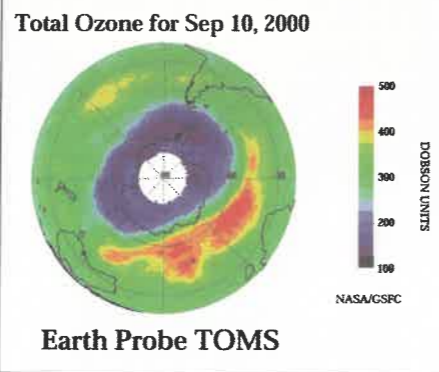 Total Ozone for Sep 10, 2000
500
400
300
200
100
DOBSON UNITS
NASA/GSFC
Earth Probe TOMS